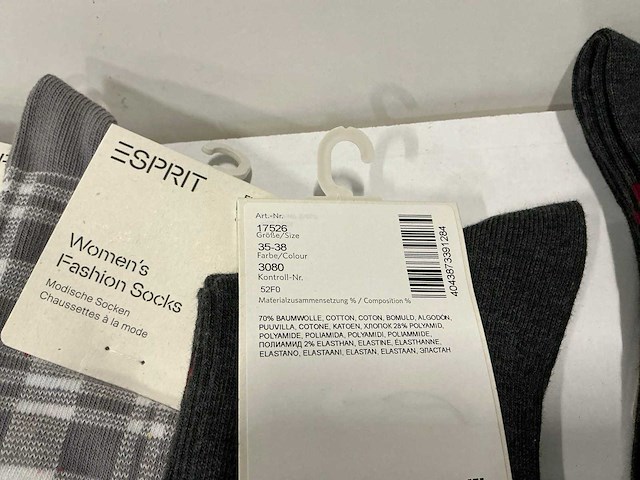 ESPRIT
Women's
Fashion Socks
Modische Socken
Chaussettes à la mode
Art.-Nr.
17526
Größe/Size
35-38
Farbe/Colour
3080
Kontroll-Nr.
52F0
Materialzusammensetzung % / Composition %
70% BAUMWOLLE, COTTON, COTON, BOMULD, ALGODÓN,
PUUVILLA, COTONE, KATOEN, ХЛОПОК 28% POLYAMID,
POLYAMIDE, POLIAMIDA, POLYAMIDI, POLIAMMIDE,
ПОЛИАМИД 2% ELASTHAN, ELASTINE, ÉLASTHANNE,
ELASTANO, ELASTAANI, ELASTAN, ELASTAAN, ЭЛАСТАН
4043873391284